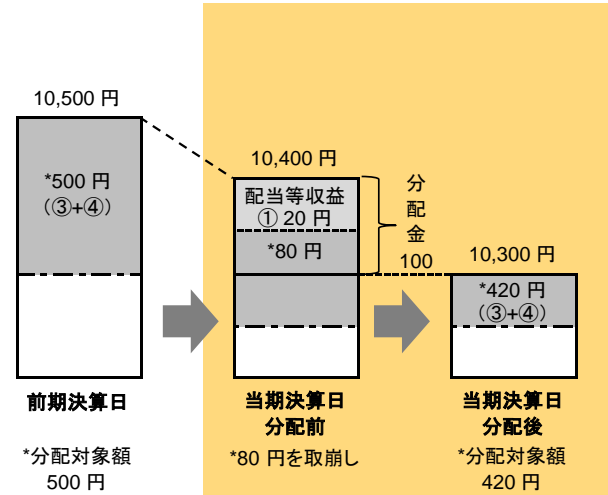 10,500 円
*500 円
（③+④）
前期決算日
*分配対象額
500 円
10,400 円
配当等収益
① 20 円
*80 円
分
配
金
100
当期決算日
分配前
*80 円を取崩し
10,300 円
*420 円
（③+④）
当期決算日
分配後
*分配対象額
420 円